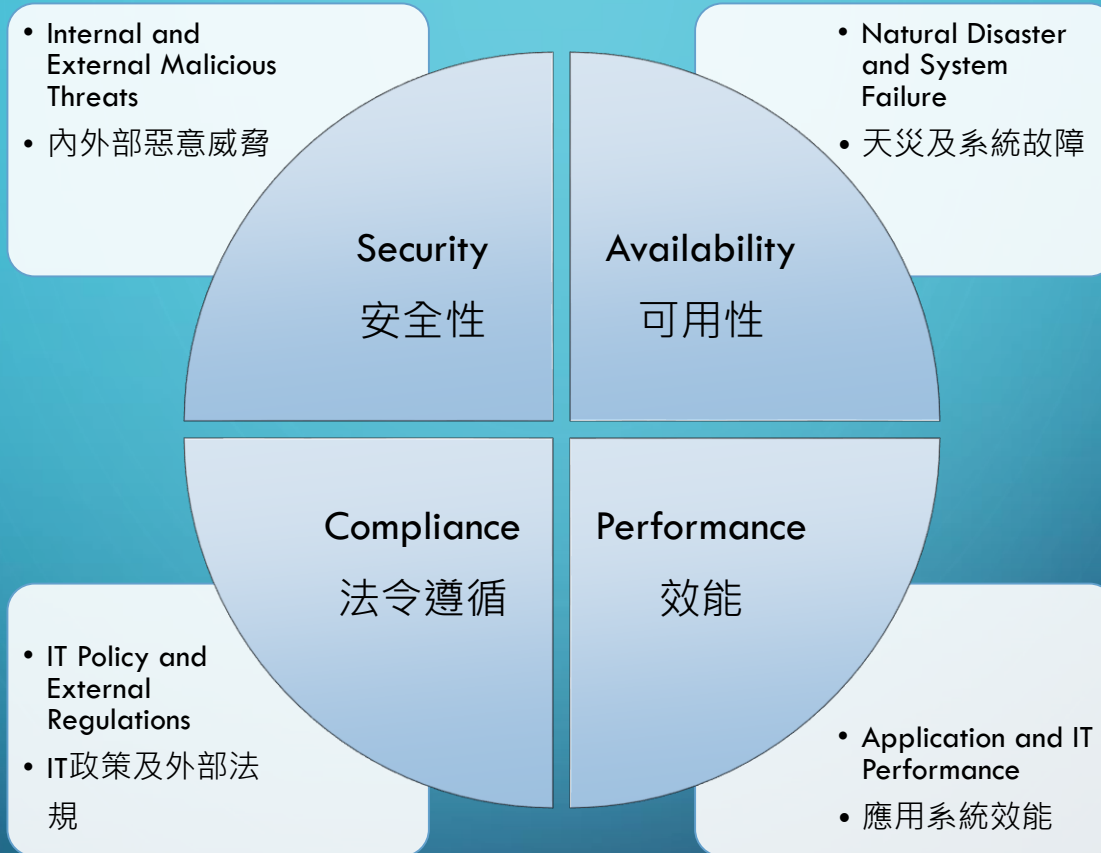 • Internal and
External Malicious
Threats
• 內外部惡意威脅
• Natural Disaster
and System
Failure
• 天災及系統故障
Security
安全性
Availability
可用性
Compliance
法令遵循
Performance
效能
• IT Policy and
External
Regulations
• IT政策及外部法
規
• Application and IT
Performance
• 應用系統效能